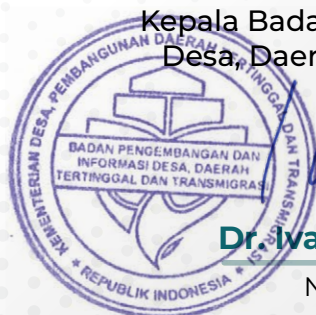 Kepala Bada
Desa, Daer
KEMENTERIAN DESA, PEMBANGUNAN DAERAH TERTINGGAL DAN TRANSMIGRASI
BADAN PENGEMBANGAN DAN
INFORMASI DESA, DAERAH
TERTINGGAL DAN TRANSMIGRASI
Dr. Iva
N
* REPUBLIK INDONESIA *